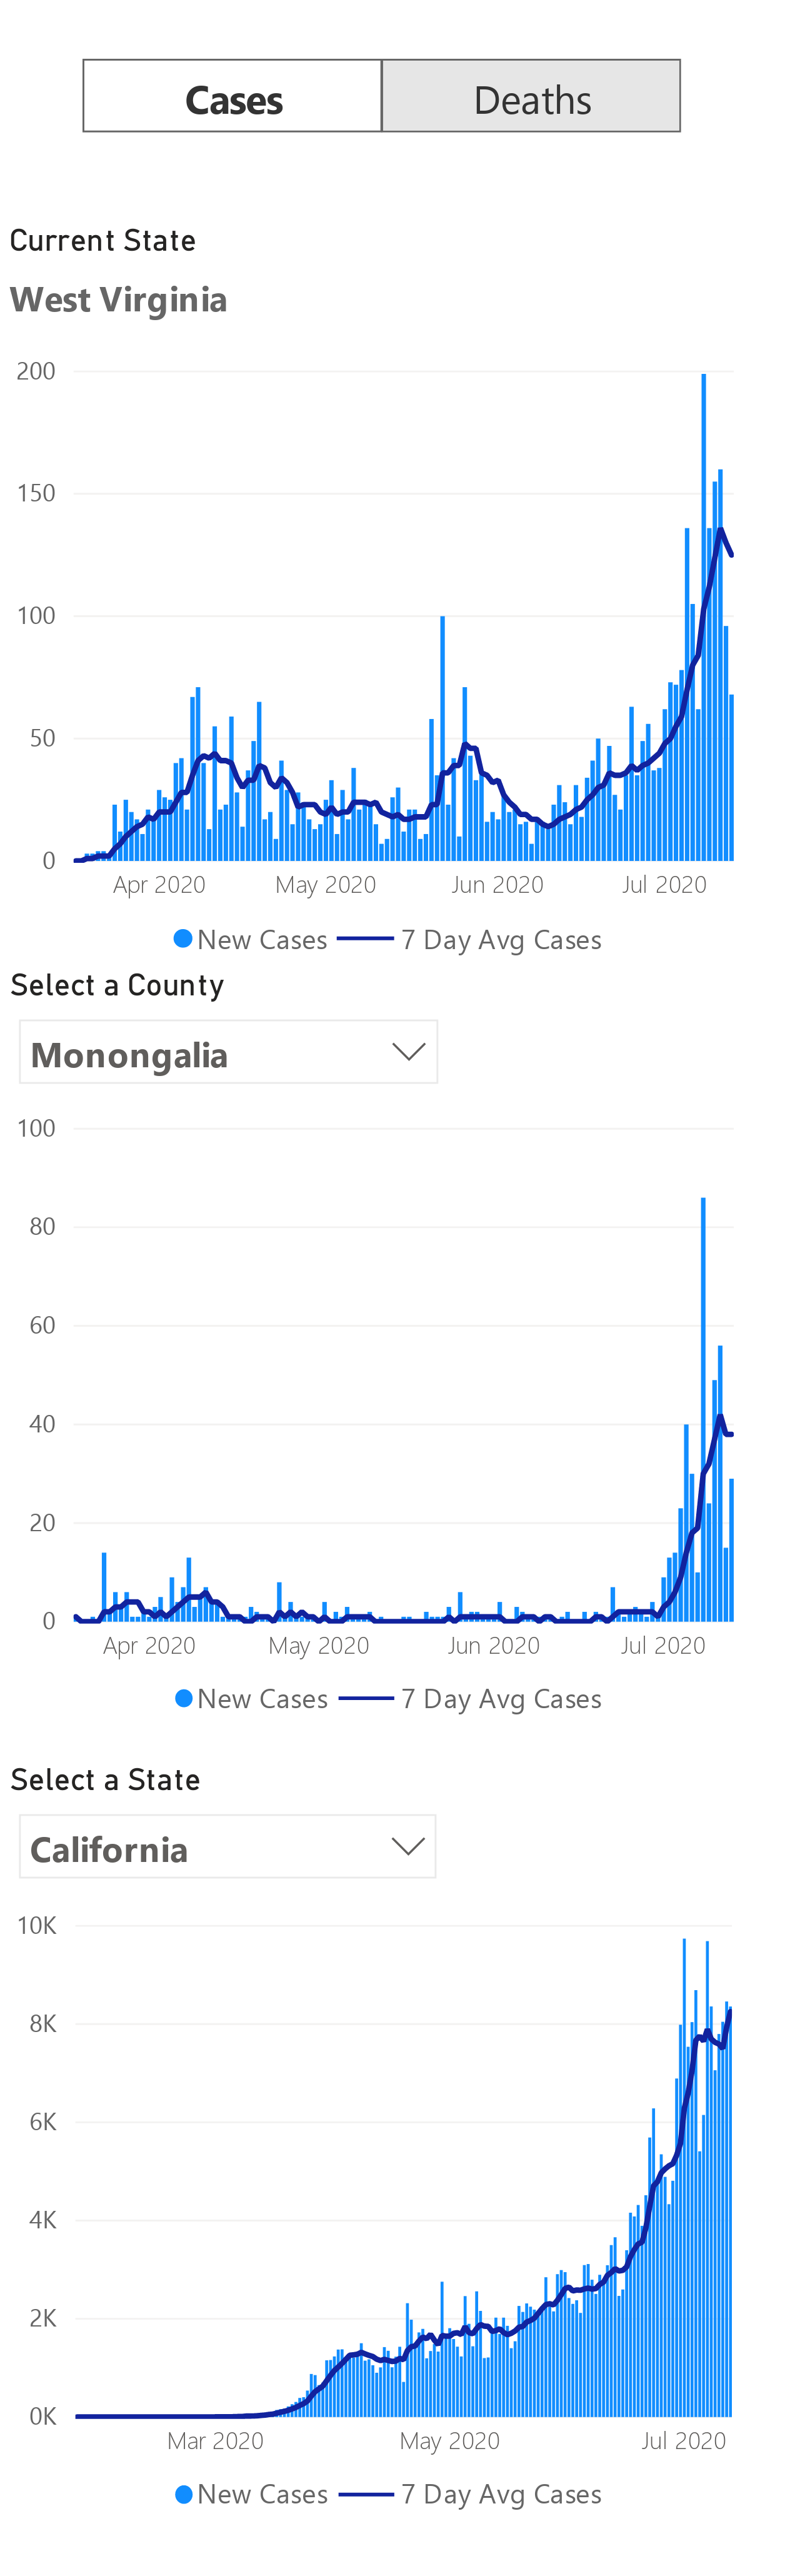 Cases Deaths
Current State
West Virginia
200
150
100
50
0
Apr 2020 May 2020 Jun 2020 Jul 2020
New Cases 7 Day Avg Cases
Select a County
Monongalia
100
80
60
40
20
0
Apr 2020 May 2020 Jun 2020 Jul 2020
New Cases 7 Day Avg Cases
Select a State
California
10K
8K
6K
4K
2K
0K
Mar 2020 May 2020 Jul 2020
New Cases 7 Day Avg Cases